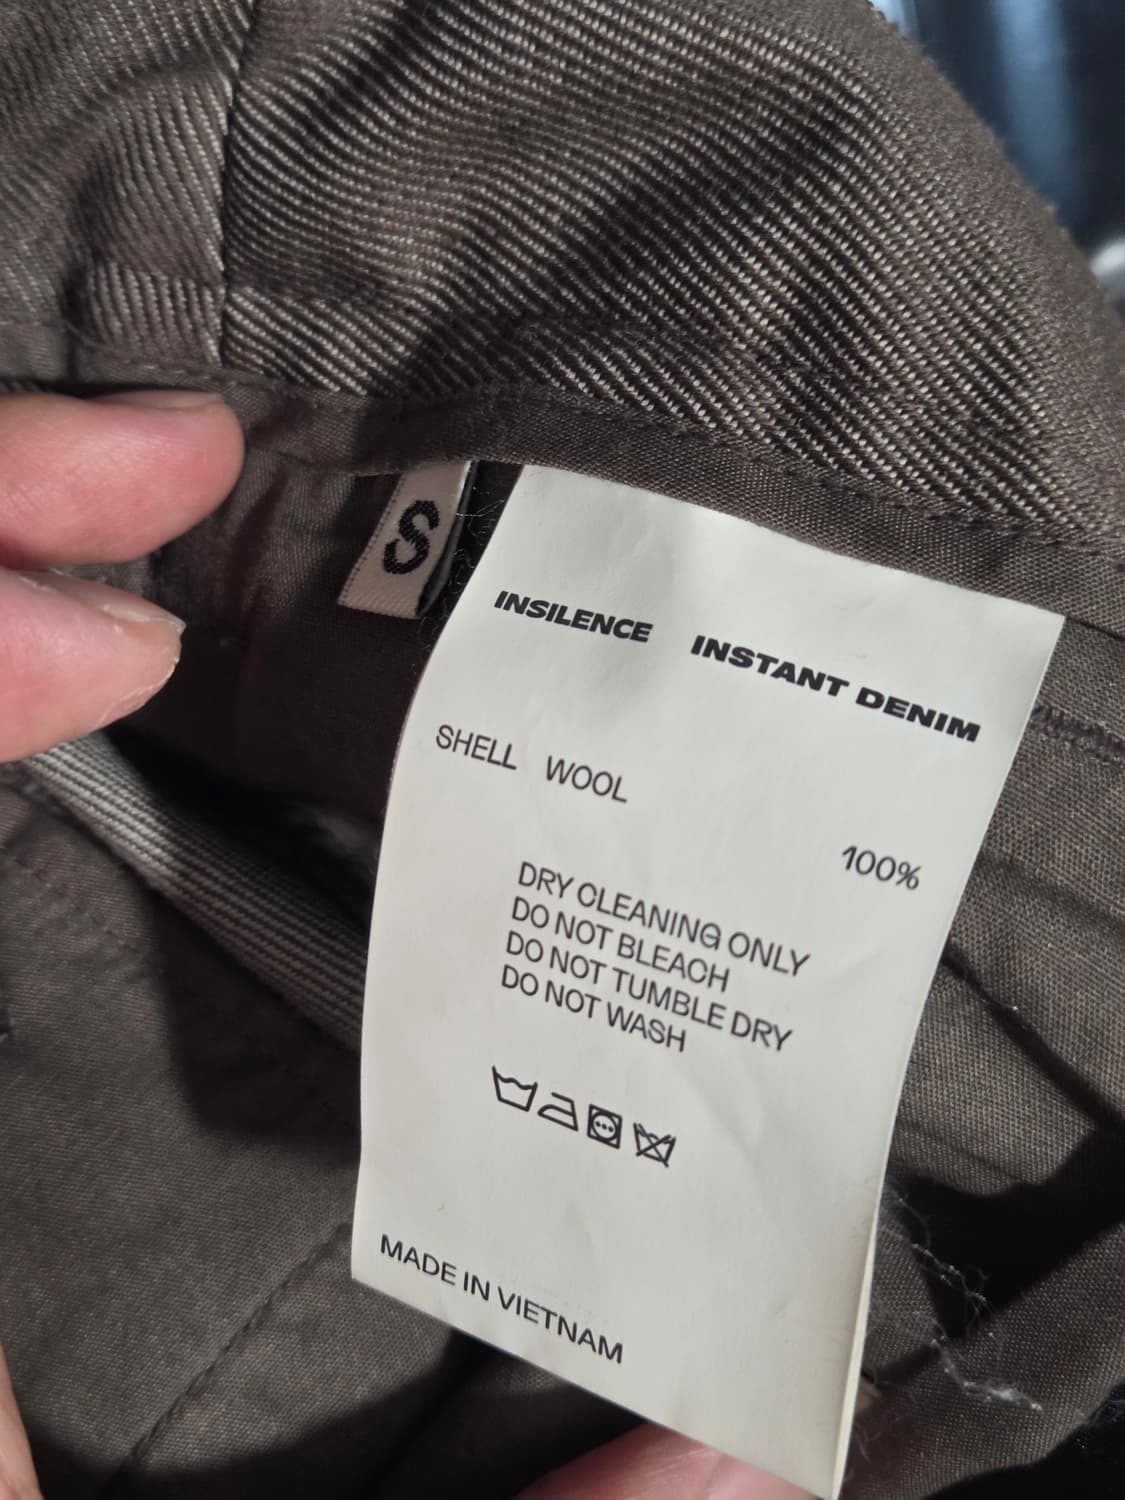 S
INSILENCE INSTANT DENIM
SHELL WOOL
100%
DRY CLEANING ONLY
DO NOT BLEACH
DO NOT TUMBLE DRY
DO NOT WASH
MADE IN VIETNAM